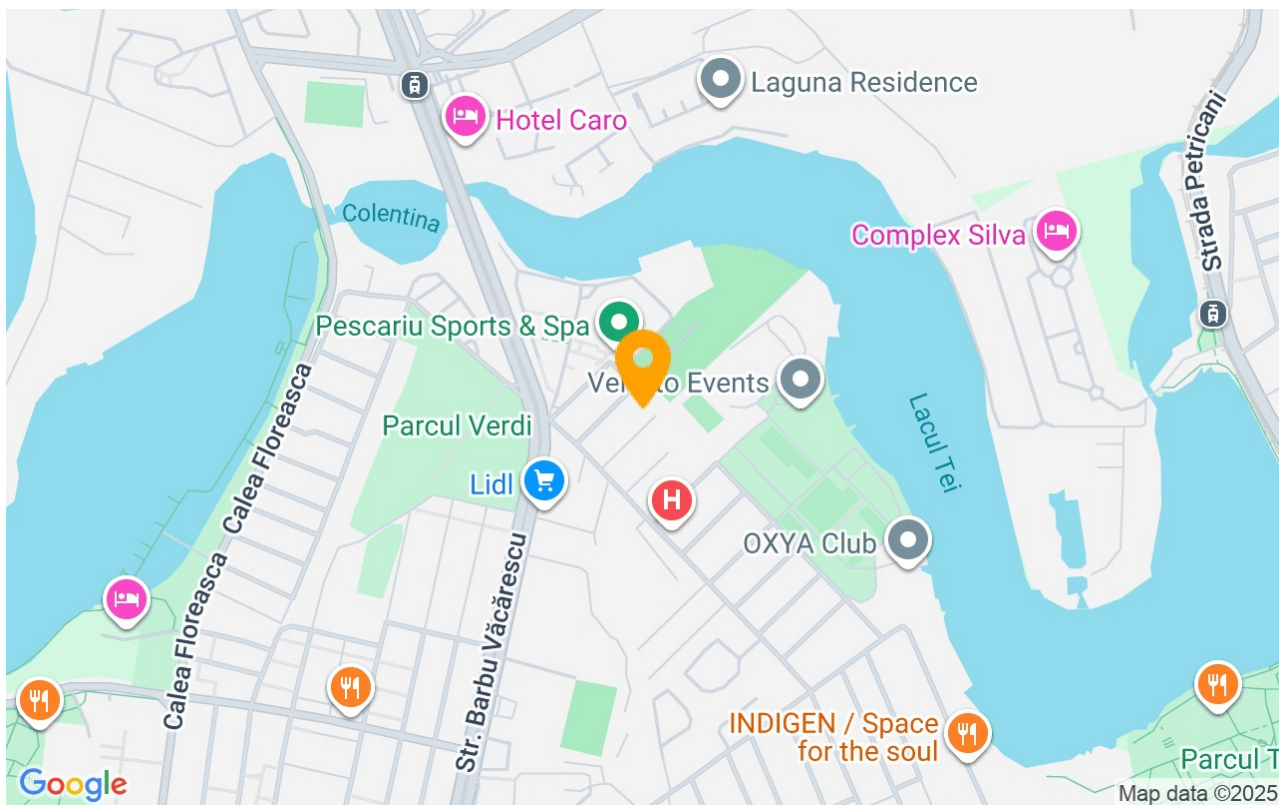 Laguna Residence
Hotel Caro
Strada Petricani
Colentina
Complex Silva
Pescariu Sports & Spa
Events
Calea Floreasca
Parcul Verdi
Lacul Tei
Lidl
H
OXYA Club
Str. Barbu Văcărescu
Calea Floreasca
INDIGEN / Space
for the soul
Parcul T
Google
Map data ©2025